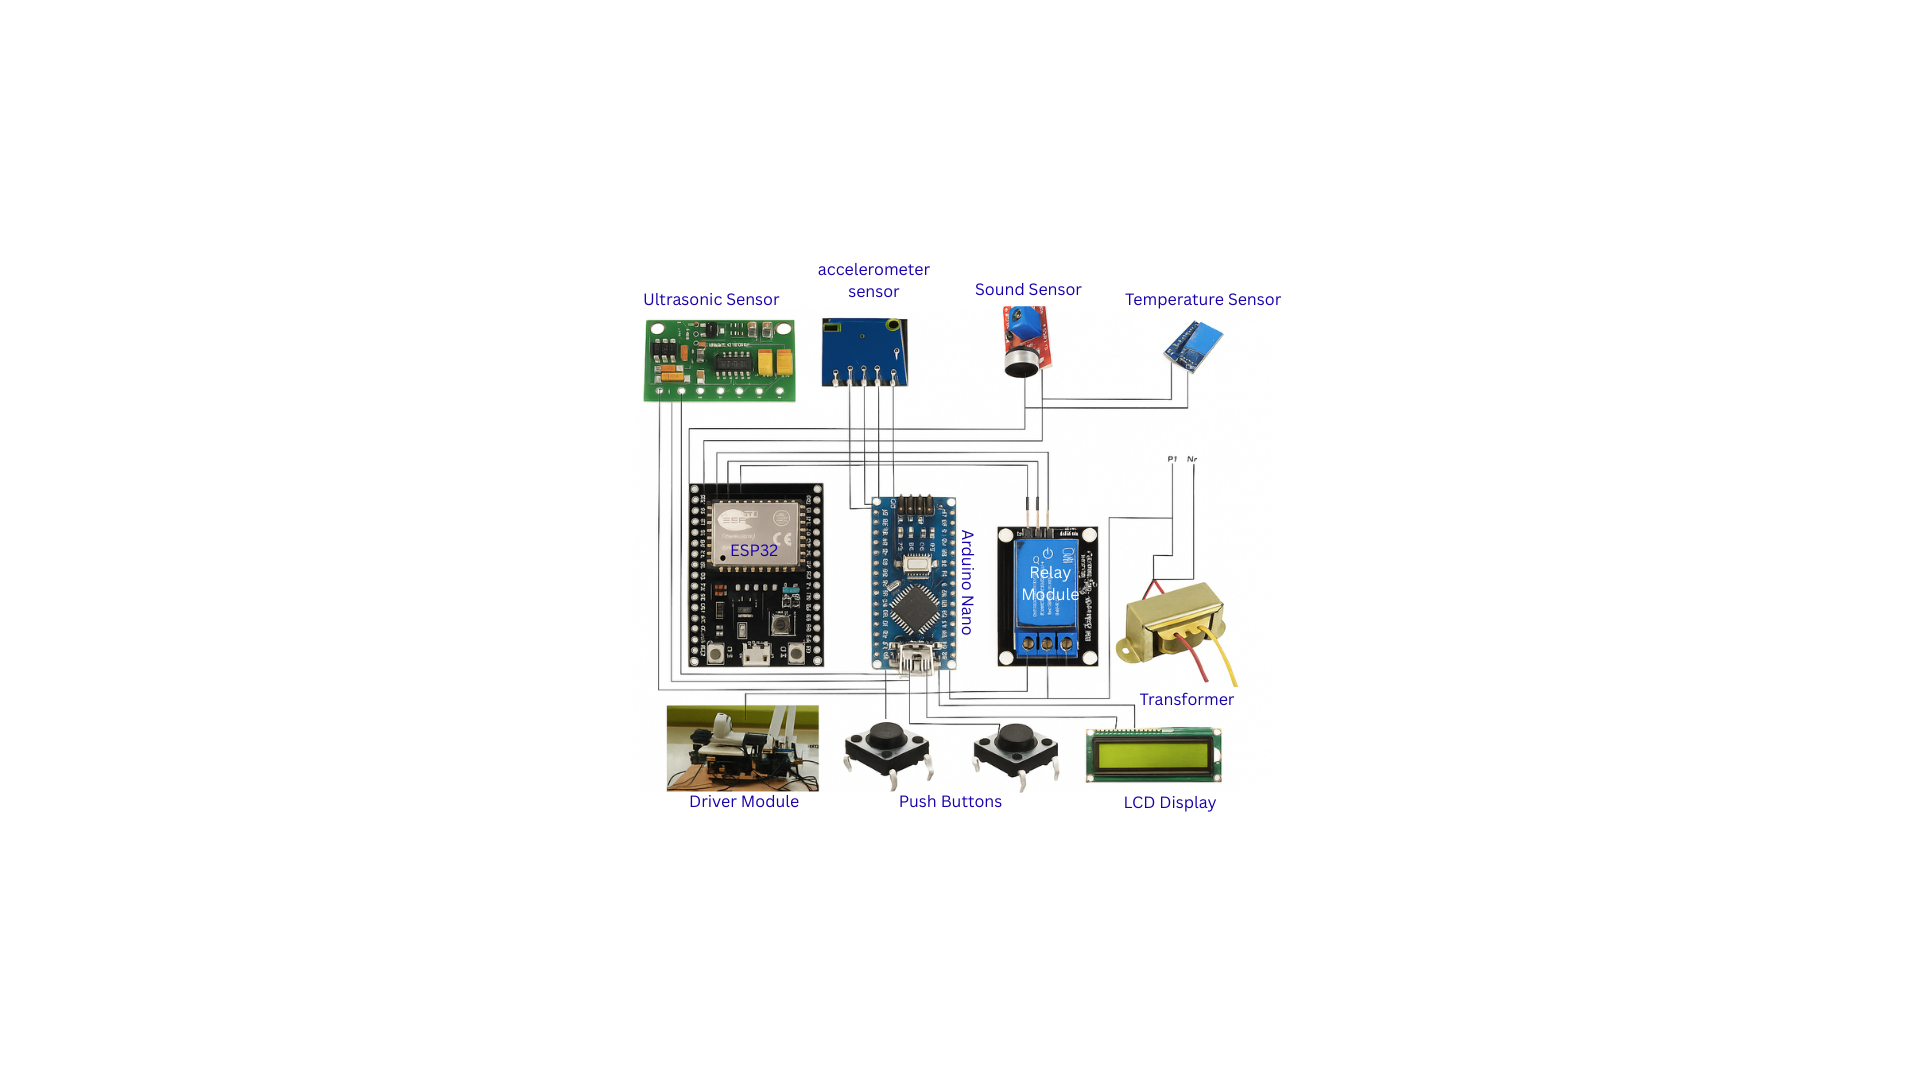 accelerometer
sensor
Sound Sensor
Ultrasonic Sensor
Temperature Sensor
ESP32
Arduino Nano
Relay
Module
Transformer
Driver Module
Push Buttons
LCD Display